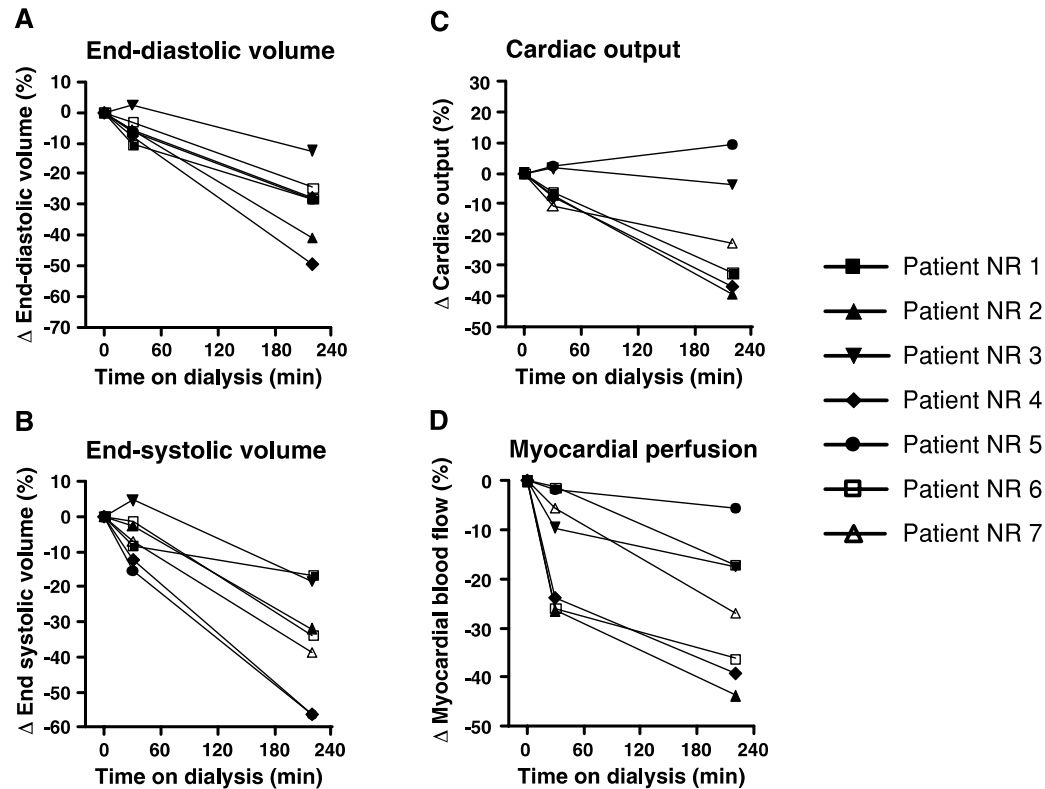 A
End-diastolic volume
Δ End-diastolic volume (%)
10
0
-10
-20
-30
-40
-50
-60
-70
0 60 120 180 240
Time on dialysis (min)
B
End-systolic volume
Δ End systolic volume (%)
10
0
-10
-20
-30
-40
-50
-60
0 60 120 180 240
Time on dialysis (min)
C
Cardiac output
Δ Cardiac output (%)
30
20
10
0
-10
-20
-30
-40
-50
0 60 120 180 240
Time on dialysis (min)
D
Myocardial perfusion
Δ Myocardial blood flow (%)
0
-10
-20
-30
-40
-50
0 60 120 180 240
Time on dialysis (min)
Patient NR 1
Patient NR 2
Patient NR 3
Patient NR 4
Patient NR 5
Patient NR 6
Patient NR 7